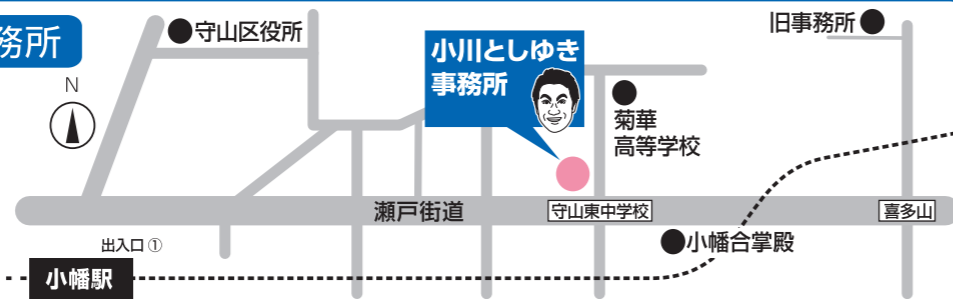 務所
守山区役所
旧事務所
小川としゆき
事務所
N
菊華
高等学校
瀬戸街道
守山東中学校
喜多山
小幡合掌殿
出入口①
小幡駅